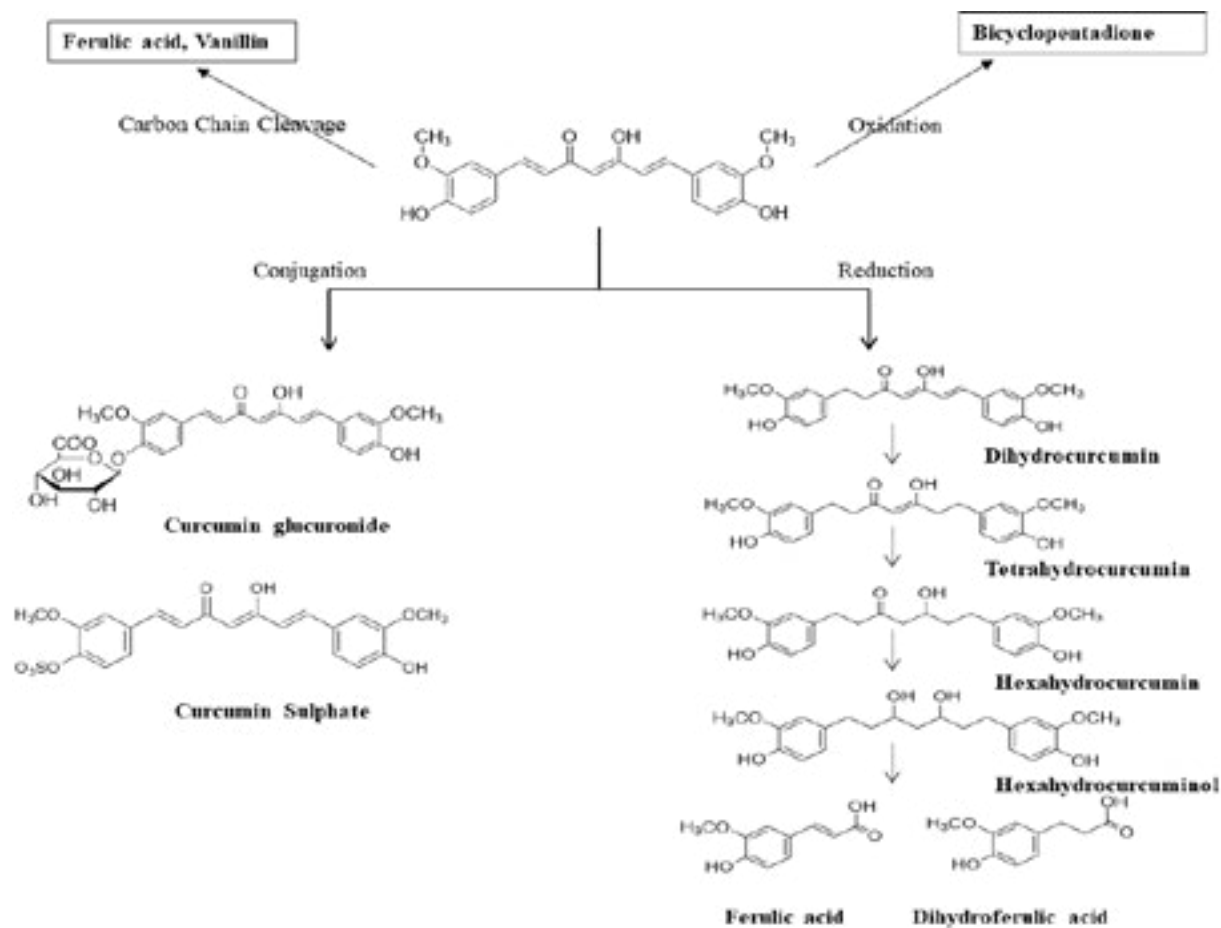 Ferulic acid, Vanillin
Bicyclopentadione
Carbon Chain Cleavage
Oxidation
CH₃
O
O
OH
CH₃
O
HO
OH
Conjugation
Reduction
O
OH
H₃CO
OCH₃
COO
O
OH
OH
OH
OH
Curcumin glucuronide
O
OH
H₃CO
OCH₃
HO
OH
Dihydrocurcumin
O
OH
H₃CO
OCH₃
HO
OH
Tetrahydrocurcumin
O
OH
H₃CO
OCH₃
O₃SO
OH
Curcumin Sulphate
O
OH
H₃CO
OCH₃
HO
OH
Hexahydrocurcumin
OH
OH
H₃CO
OCH₃
HO
OH
Hexahydrocurcuminol
OH
H₃CO
O
HO
Ferulic acid
OH
H₃CO
O
HO
Dihydroferulic acid